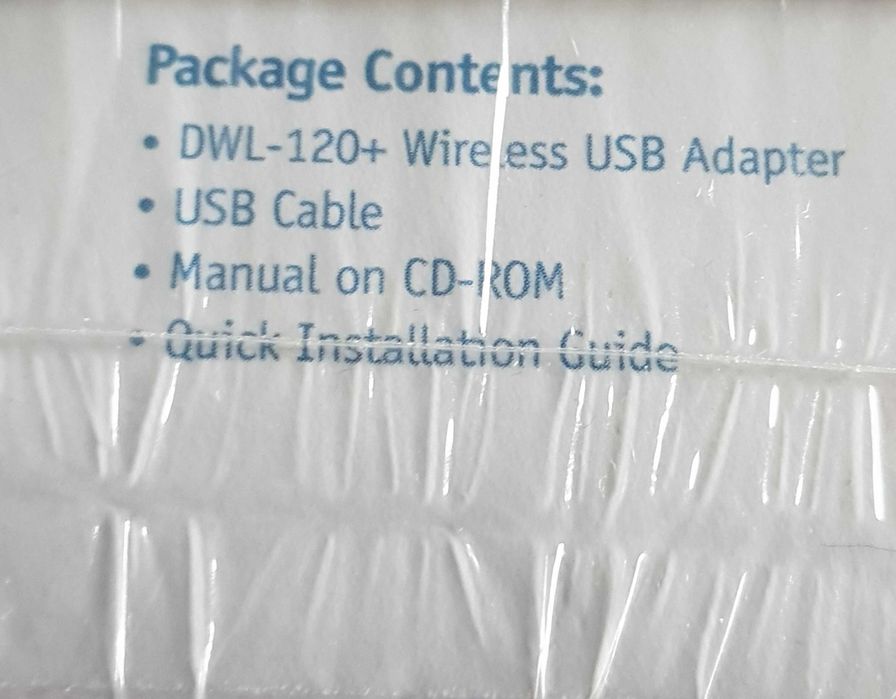 Package Contents:
• DWL-120+ Wireless USB Adapter
• USB Cable
• Manual on CD-ROM
• Quick Installation Guide